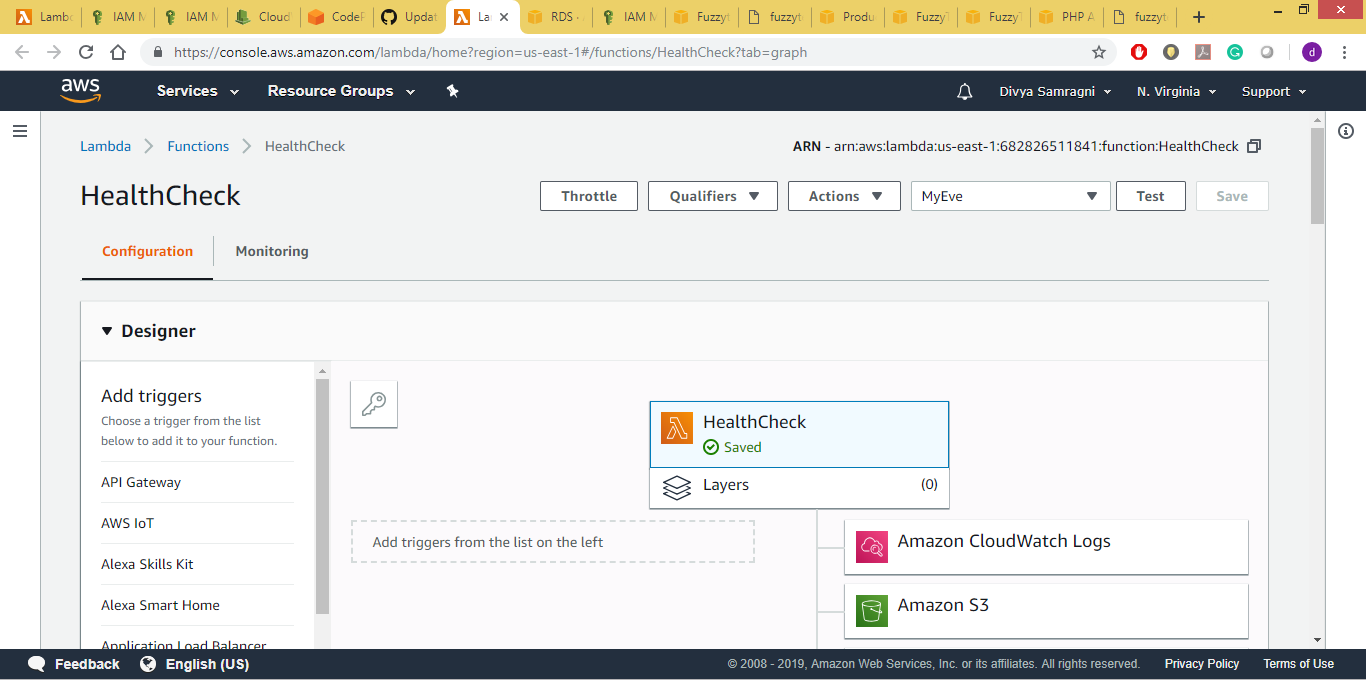 Lambd
IAM M
IAM M
Cloud
CodeP
Updat
La
RDS -
IAM M
Fuzzyt
fuzzyt
Produ
FuzzyT
FuzzyT
PHP A
fuzzyt
https://console.aws.amazon.com/lambda/home?region=us-east-1#/functions/HealthCheck?tab=graph
d
aws
Services
Resource Groups
Divya Samragni
N. Virginia
Support
Lambda
Functions
HealthCheck
ARN - arn:aws:lambda:us-east-1:682826511841:function:HealthCheck
HealthCheck
Throttle
Qualifiers
Actions
MyEve
Test
Save
Configuration
Monitoring
Designer
Add triggers
Choose a trigger from the list
below to add it to your function.
API Gateway
AWS IoT
Alexa Skills Kit
Alexa Smart Home
Application Load Balancer
HealthCheck
Saved
Layers
(0)
Add triggers from the list on the left
Amazon CloudWatch Logs
Amazon S3
Feedback
English (US)
© 2008 - 2019, Amazon Web Services, Inc. or its affiliates. All rights reserved.
Privacy Policy
Terms of Use